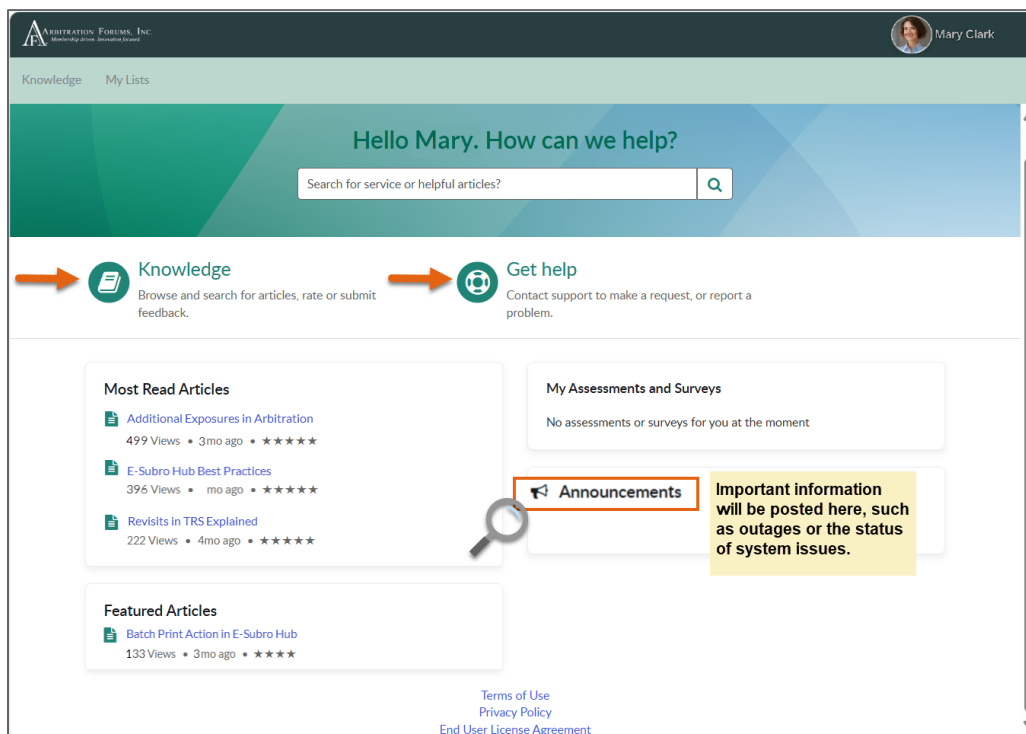 ARBITRATION FORUMS, INC.
Membership driven. Innovation focused.
Mary Clark
Knowledge My Lists
Hello Mary. How can we help?
Search for service or helpful articles?
Knowledge
Browse and search for articles, rate or submit
feedback.
Get help
Contact support to make a request, or report a
problem.
Most Read Articles
Additional Exposures in Arbitration
499 Views • 3mo ago • ★★★★★
E-Subro Hub Best Practices
396 Views • mo ago • ★★★★★
Revisits in TRS Explained
222 Views • 4mo ago • ★★★★★
My Assessments and Surveys
No assessments or surveys for you at the moment
Announcements
Important information
will be posted here, such
as outages or the status
of system issues.
Featured Articles
Batch Print Action in E-Subro Hub
133 Views • 3mo ago • ★★★★
Terms of Use
Privacy Policy
End User License Agreement